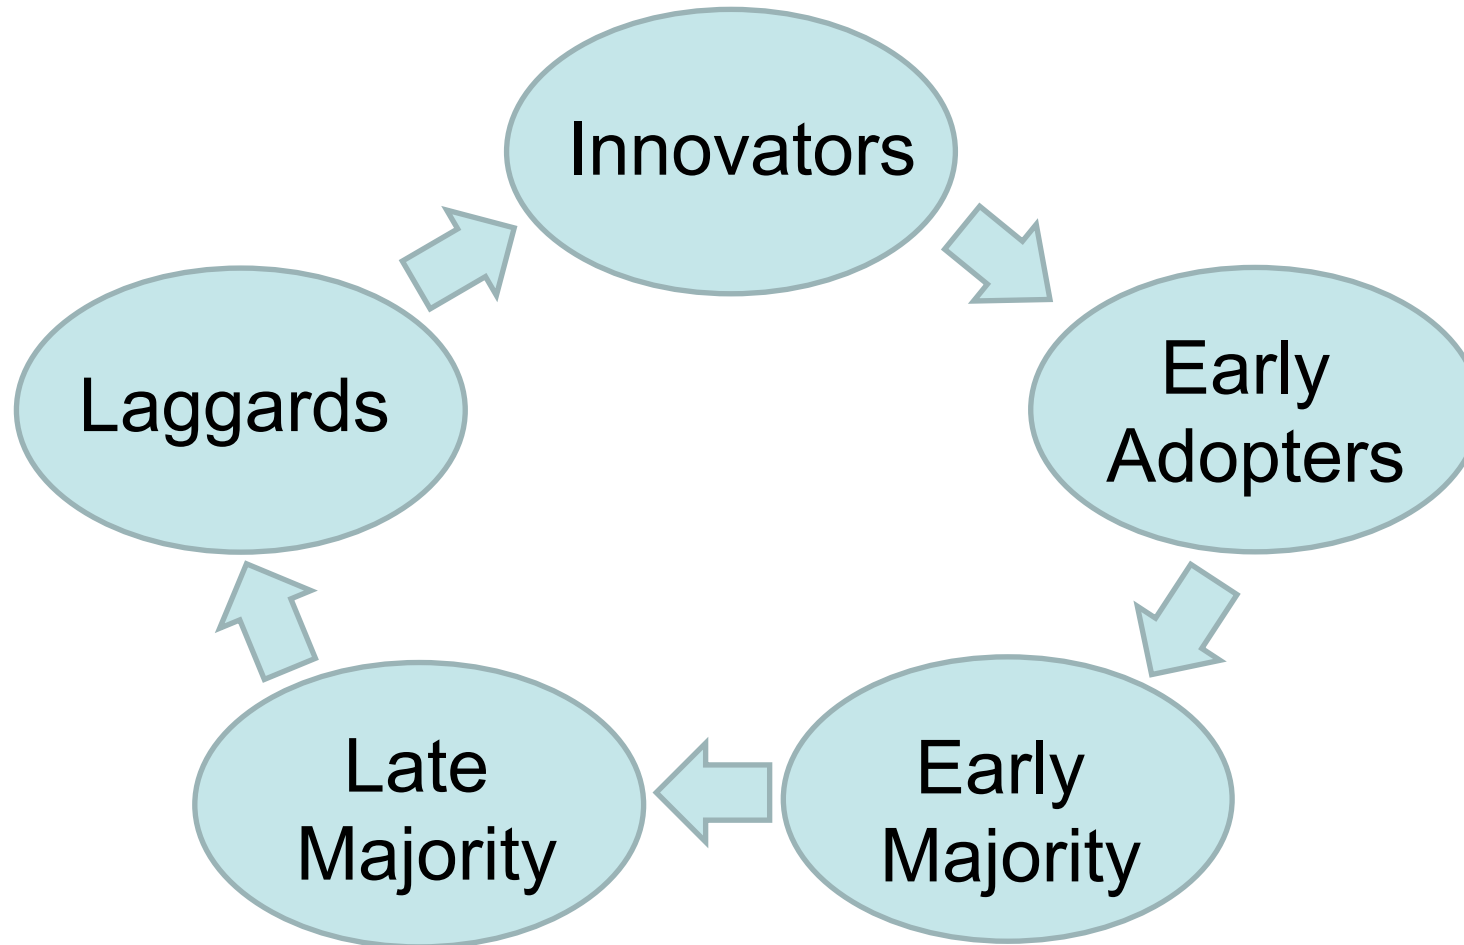 Innovators
Early
Adopters
Early
Majority
Late
Majority
Laggards